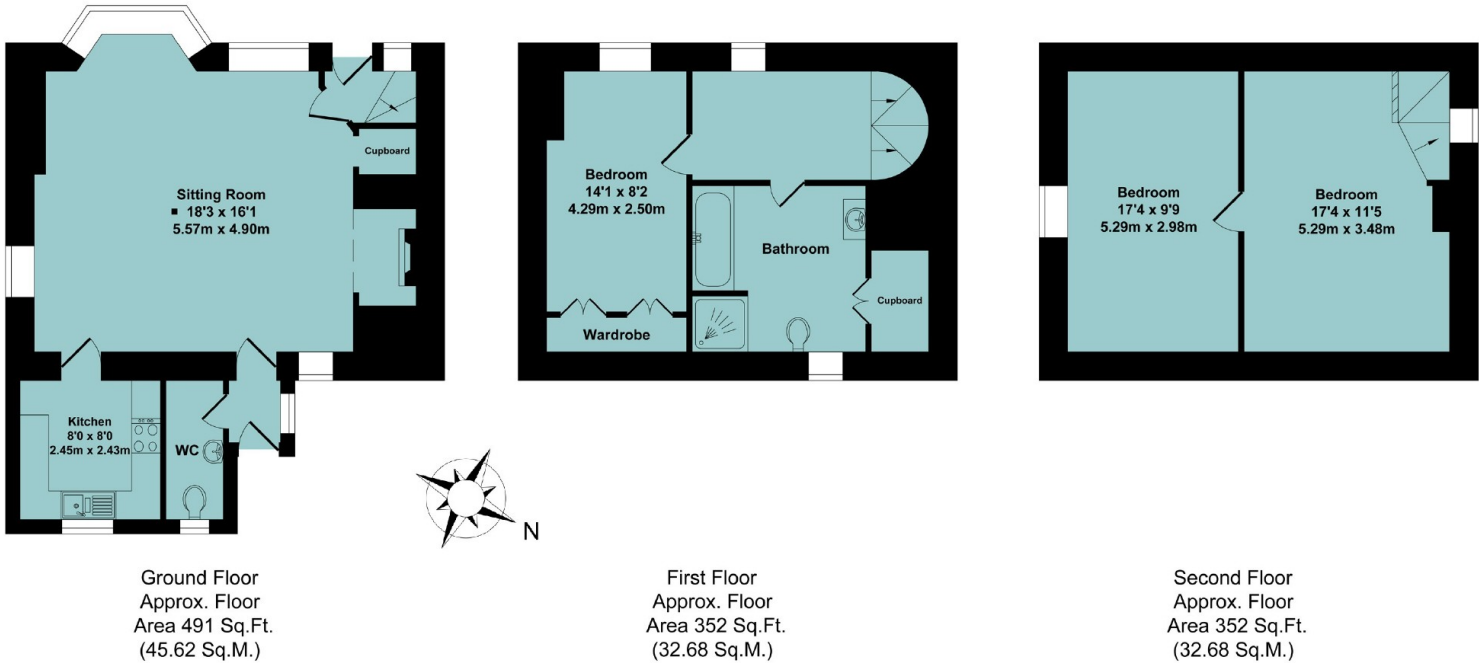 Sitting Room
18'3 x 16'1
5.57m x 4.90m
Cupboard
Kitchen
8'0 x 8'0
2.45m x 2.43m
WC
Bedroom
14'1 x 8'2
4.29m x 2.50m
Wardrobe
Bathroom
Cupboard
Bedroom
17'4 x 9'9
5.29m x 2.98m
Bedroom
17'4 x 11'5
5.29m x 3.48m
N
Ground Floor
Approx. Floor
Area 491 Sq.Ft.
(45.62 Sq.M.)
First Floor
Approx. Floor
Area 352 Sq.Ft.
(32.68 Sq.M.)
Second Floor
Approx. Floor
Area 352 Sq.Ft.
(32.68 Sq.M.)